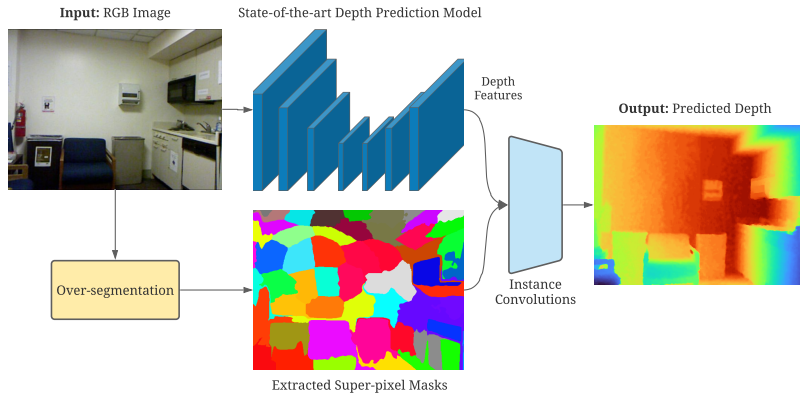 Input: RGB Image
State-of-the-art Depth Prediction Model
Depth
Features
Output: Predicted Depth
Over-segmentation
Instance
Convolutions
Extracted Super-pixel Masks